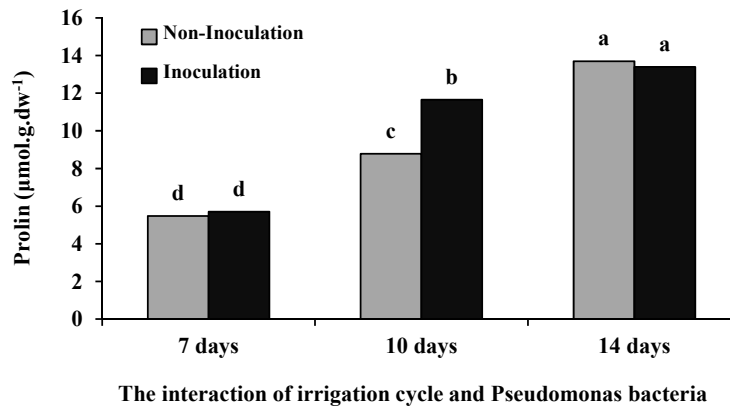 16
14
12
10
8
6
4
2
0
Prolin (µmol.g.dw-1)
Non-Inoculation
Inoculation
d
d
c
b
a
a
7 days
10 days
14 days
The interaction of irrigation cycle and Pseudomonas bacteria